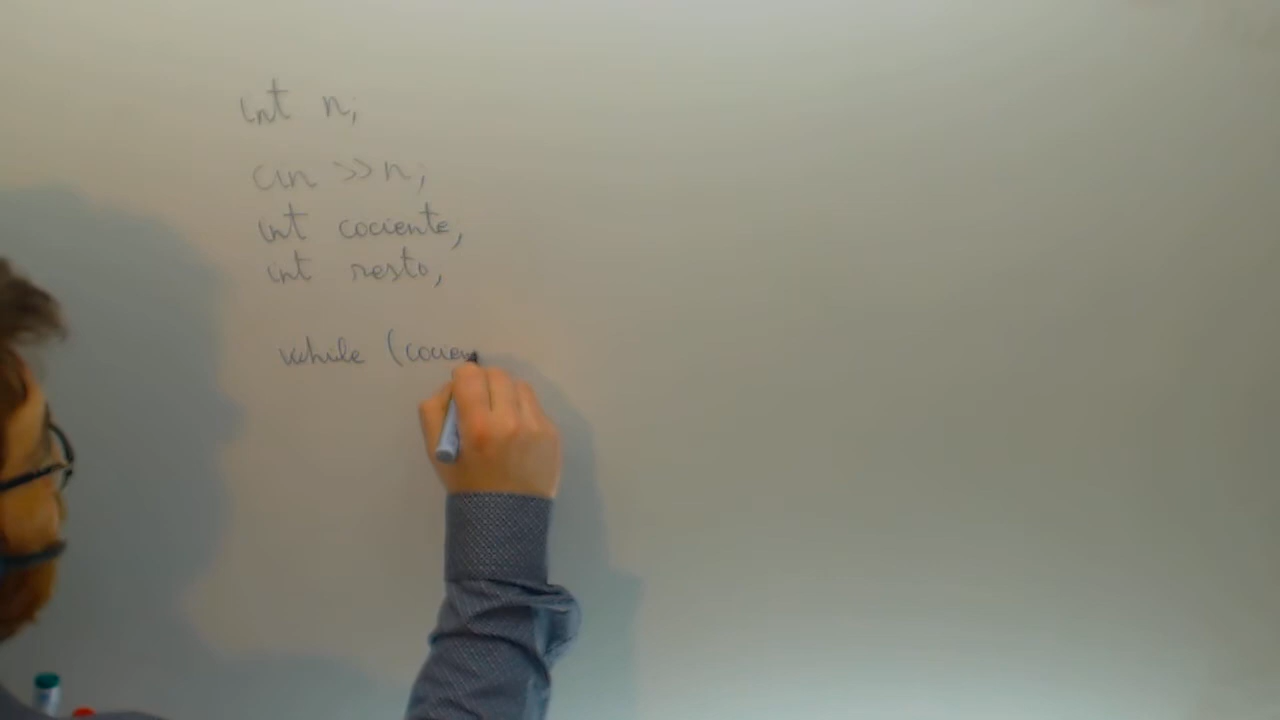 int n;
cin >> n;
int cociente;
int resto;
while (cocien